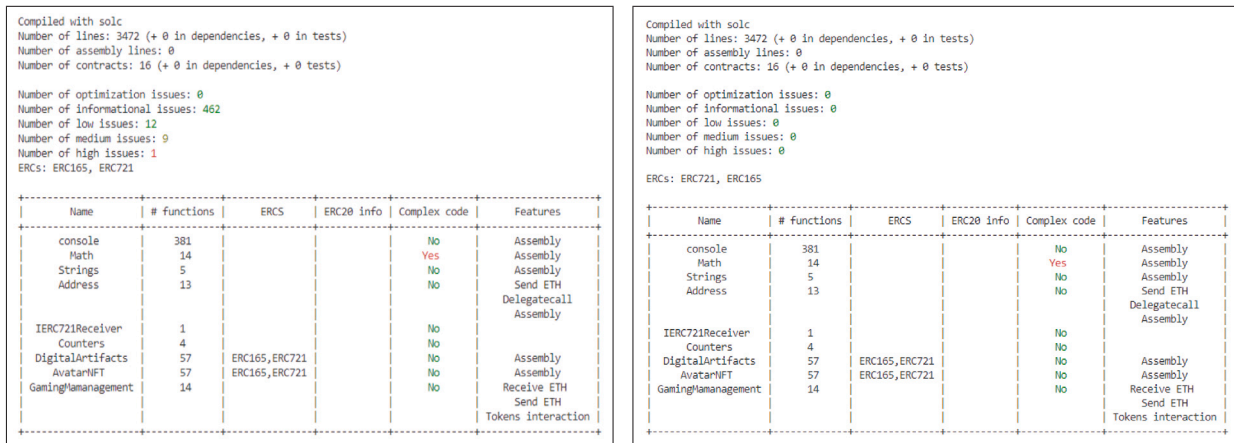 Compiled with solc
Number of lines: 3472 (+ 0 in dependencies, + 0 in tests)
Number of assembly lines: 0
Number of contracts: 16 (+ 0 in dependencies, + 0 tests)
Number of optimization issues: 0
Number of informational issues: 462
Number of low issues: 12
Number of medium issues: 9
Number of high issues: 1
ERCs: ERC165, ERC721
Name | # functions | ERCS | ERC20 info | Complex code | Features
console | 381 | | | No | Assembly
Math | 14 | | | Yes | Assembly
Strings | 5 | | | No | Assembly
Address | 13 | | | No | Send ETH
Delegatecall
Assembly
IERC721Receiver | 1 | | | No |
Counters | 4 | | | No |
DigitalArtifacts | 57 | ERC165,ERC721 | | No | Assembly
AvatarNFT | 57 | ERC165,ERC721 | | No | Assembly
GamingMamanagement | 14 | | | No | Receive ETH
Send ETH
Tokens interaction
Compiled with solc
Number of lines: 3472 (+ 0 in dependencies, + 0 in tests)
Number of assembly lines: 0
Number of contracts: 16 (+ 0 in dependencies, + 0 tests)
Number of optimization issues: 0
Number of informational issues: 0
Number of low issues: 0
Number of medium issues: 0
Number of high issues: 0
ERCs: ERC721, ERC165
Name | # functions | ERCS | ERC20 info | Complex code | Features
console | 381 | | | No | Assembly
Math | 14 | | | Yes | Assembly
Strings | 5 | | | No | Assembly
Address | 13 | | | No | Send ETH
Delegatecall
Assembly
IERC721Receiver | 1 | | | No |
Counters | 4 | | | No |
DigitalArtifacts | 57 | ERC165,ERC721 | | No | Assembly
AvatarNFT | 57 | ERC165,ERC721 | | No | Assembly
GamingMamanagement | 14 | | | No | Receive ETH
Send ETH
Tokens interaction